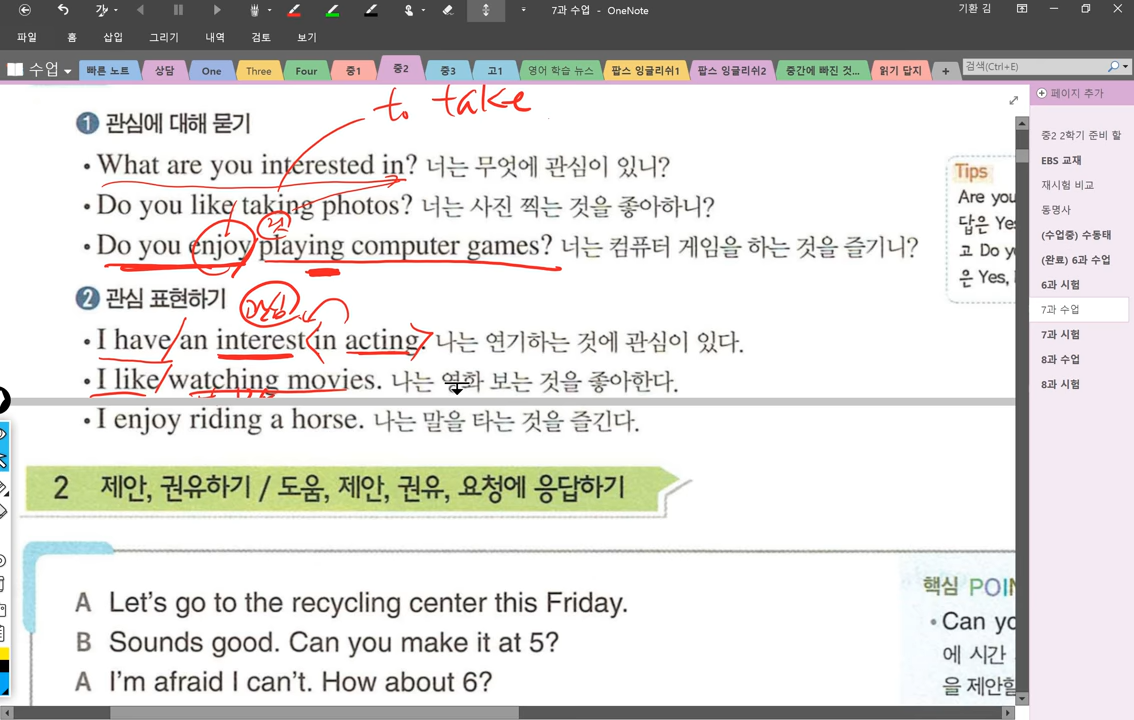 7과 수업 - OneNote
기환 김
파일 홈 삽입 그리기 내역 검토 보기
수업 빠른 노트 상담 One Three Four 중1 중2 중3 고1 영어 학습 뉴스 팝스 잉글리쉬1 팝스 잉글리쉬2 중간에 빠진 것... 읽기 답지 + 검색(Ctrl+E)
페이지 추가
중2 2학기 준비 할
EBS 교재
재시험 비교
동명사
(수업중) 수동태
(완료) 6과 수업
6과 시험
7과 수업
7과 시험
8과 수업
8과 시험
to take
1 관심에 대해 묻기
• What are you interested in? 너는 무엇에 관심이 있니?
• Do you like taking photos? 너는 사진 찍는 것을 좋아하니?
것
• Do you enjoy playing computer games? 너는 컴퓨터 게임을 하는 것을 즐기니?
Tips
Are you
답은 Yes
고 Do yo
은 Yes, I
2 관심 표현하기
관심
• I have an interest in acting. 나는 연기하는 것에 관심이 있다.
• I like watching movies. 나는 영화 보는 것을 좋아한다.
• I enjoy riding a horse. 나는 말을 타는 것을 즐긴다.
2 제안, 권유하기 / 도움, 제안, 권유, 요청에 응답하기
A Let's go to the recycling center this Friday.
B Sounds good. Can you make it at 5?
A I'm afraid I can't. How about 6?
핵심 POIN
• Can yo
에 시간
을 제안할